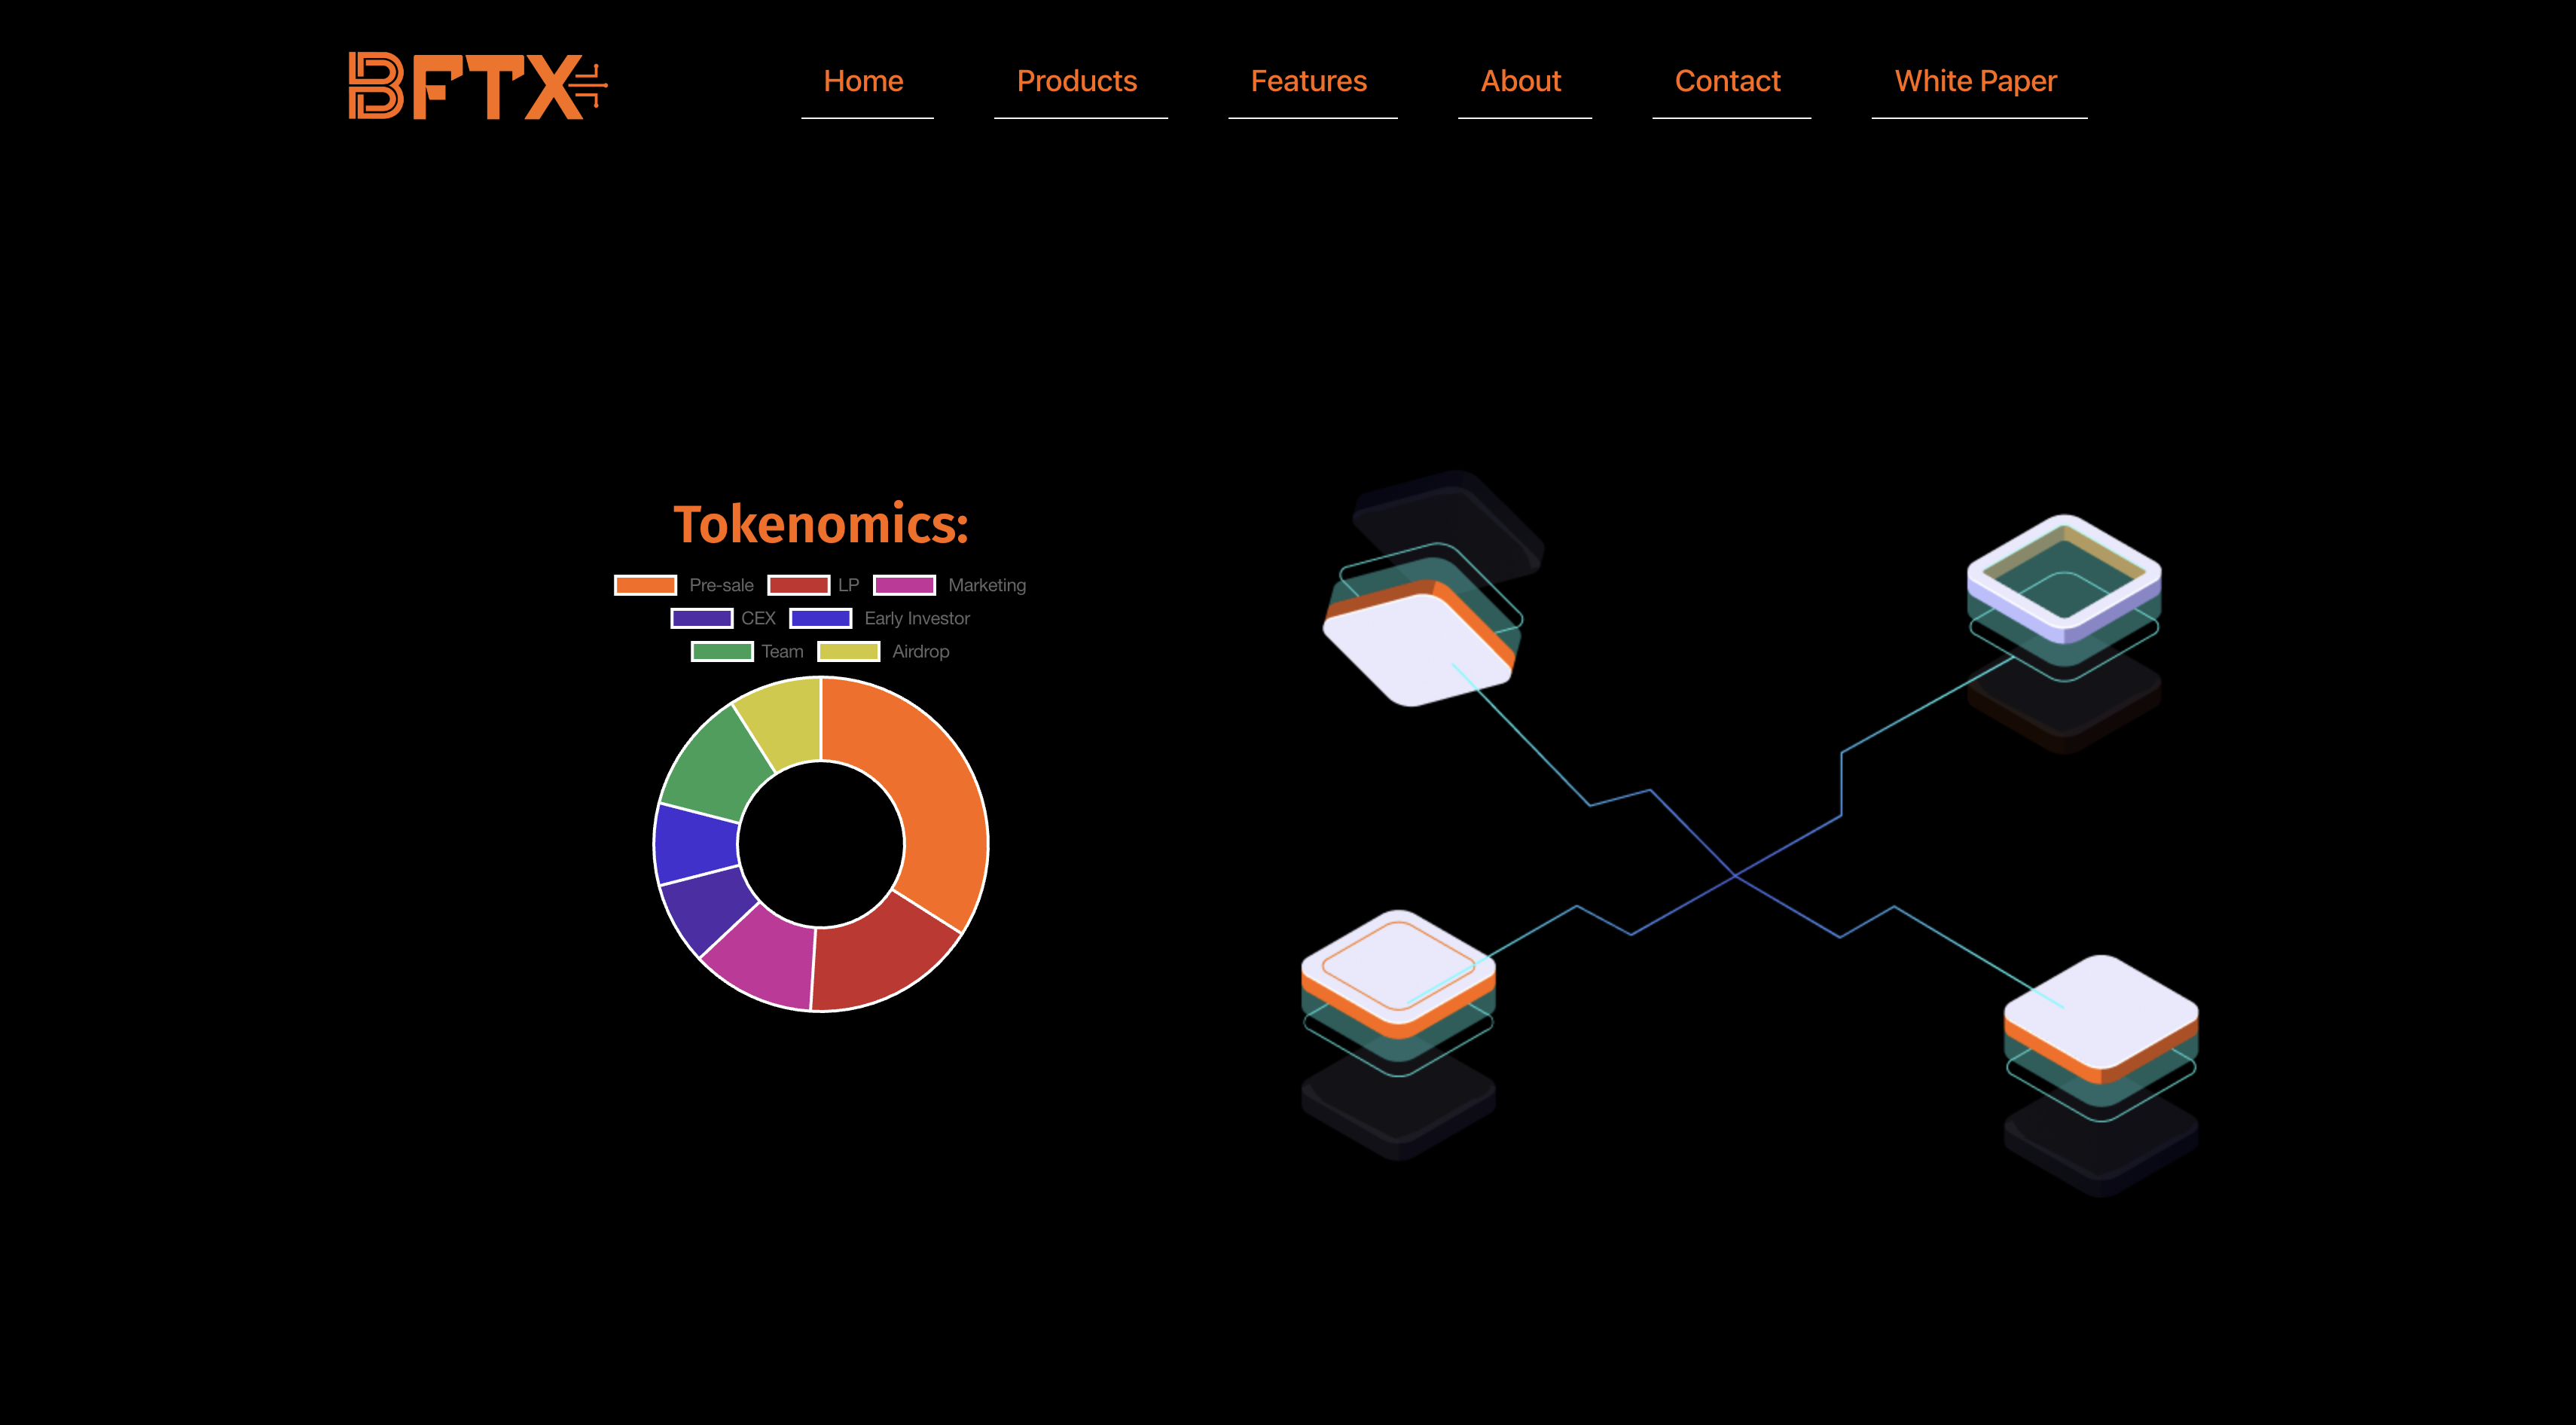 BFTX
Home Products Features About Contact White Paper
Tokenomics:
Pre-sale LP Marketing
CEX Early Investor
Team Airdrop